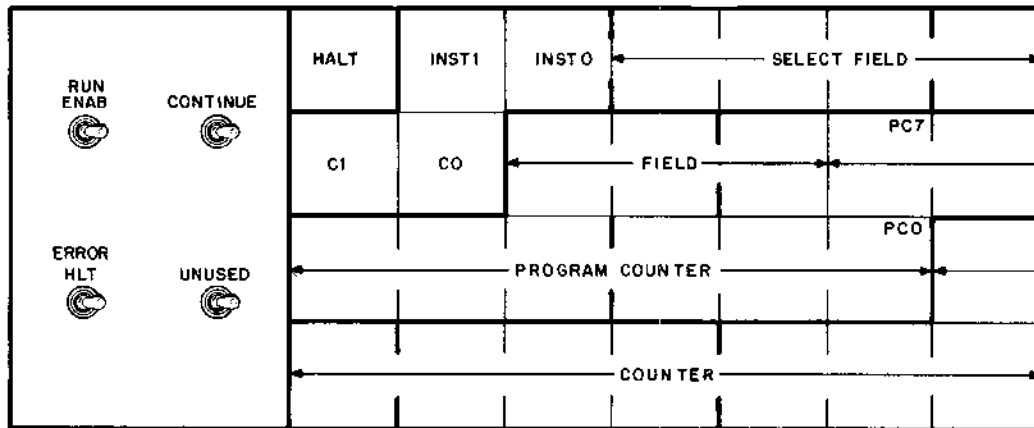 RUN
ENAB
CONTINUE
ERROR
HLT
UNUSED
HALT
INST1
INST0
SELECT FIELD
C1
C0
FIELD
PC7
PROGRAM COUNTER
PC0
COUNTER